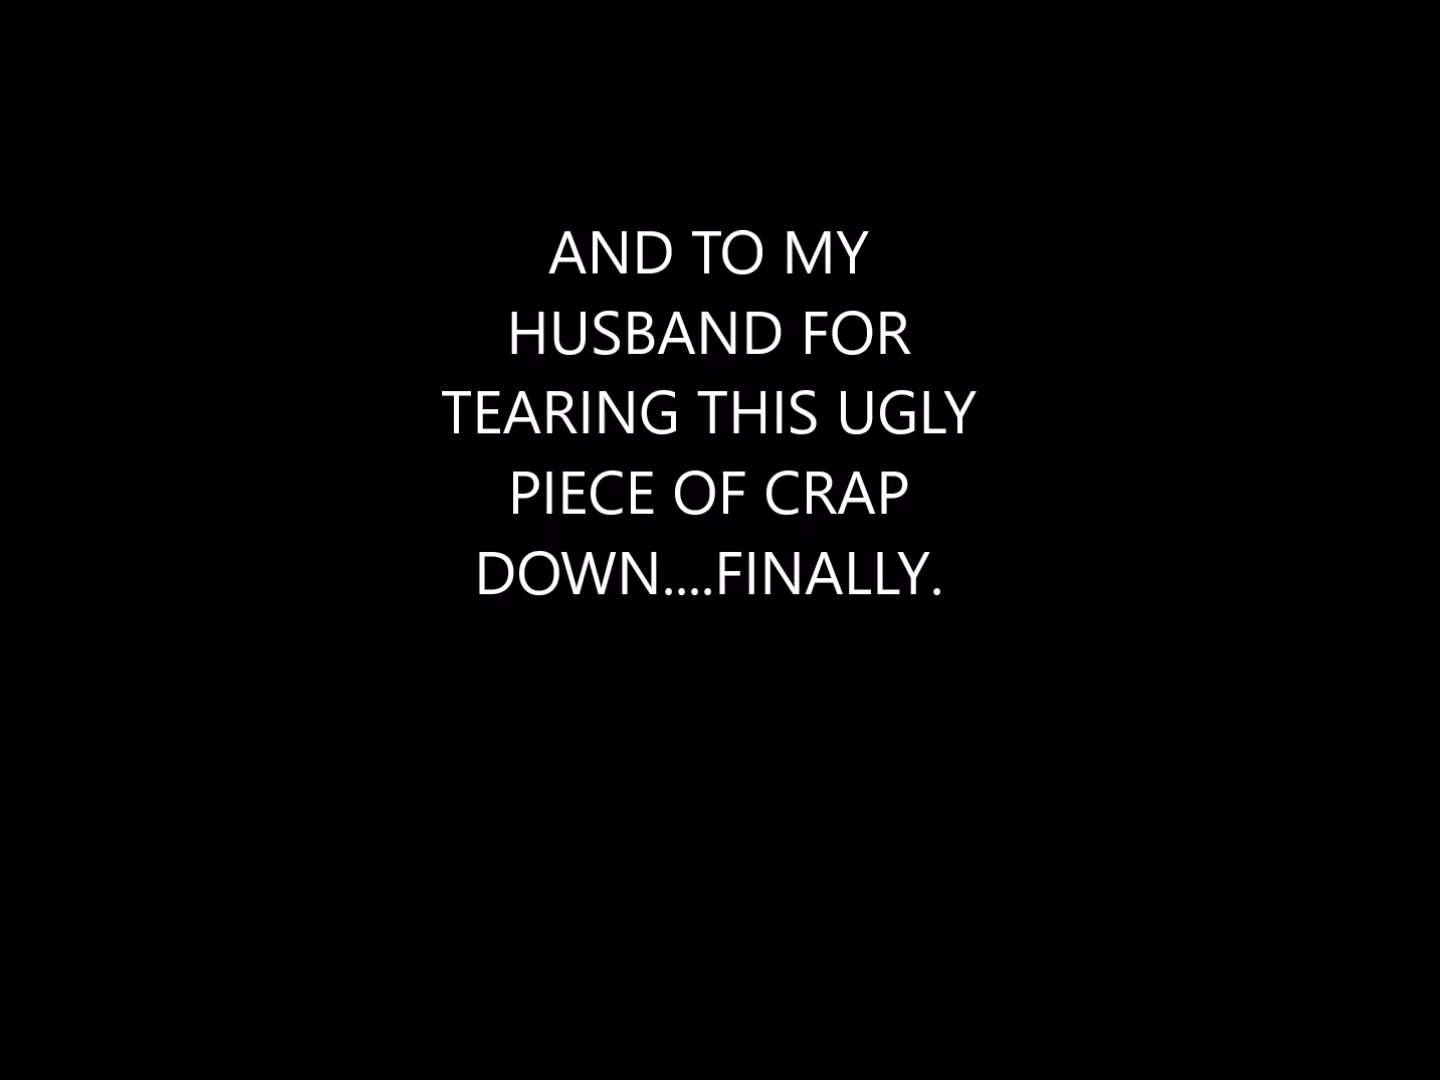 AND TO MY
HUSBAND FOR
TEARING THIS UGLY
PIECE OF CRAP
DOWN....FINALLY.